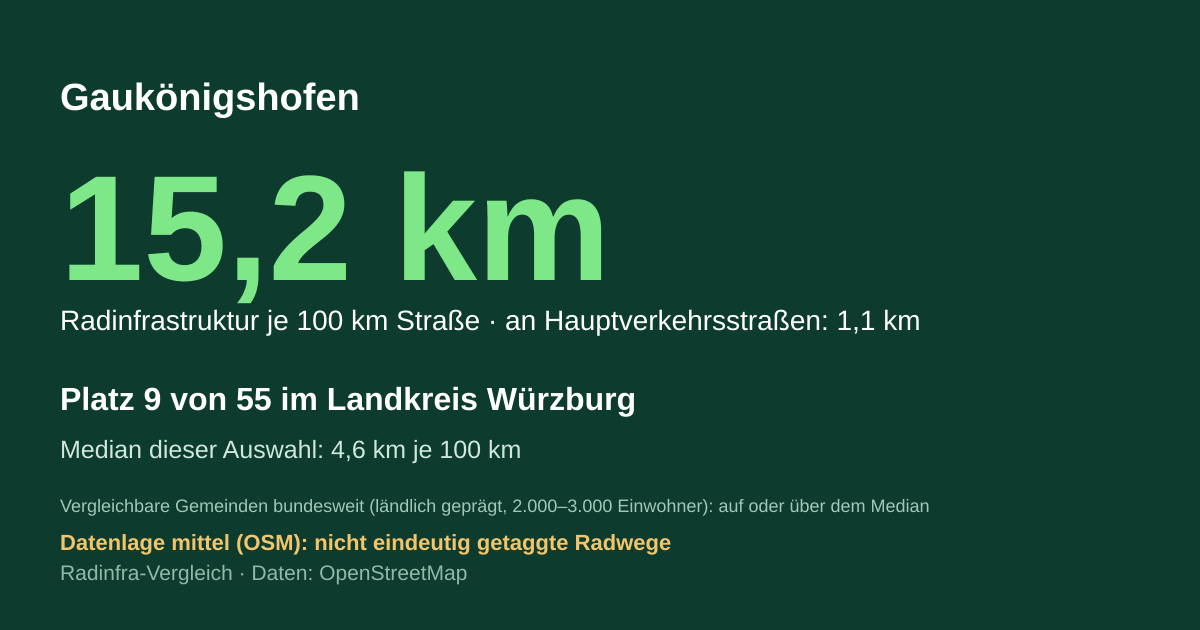 Gaukönigshofen
15,2 km
Radinfrastruktur je 100 km Straße · an Hauptverkehrsstraßen: 1,1 km
Platz 9 von 55 im Landkreis Würzburg
Median dieser Auswahl: 4,6 km je 100 km
Vergleichbare Gemeinden bundesweit (ländlich geprägt, 2.000–3.000 Einwohner): auf oder über dem Median
Datenlage mittel (OSM): nicht eindeutig getaggte Radwege
Radinfra-Vergleich · Daten: OpenStreetMap